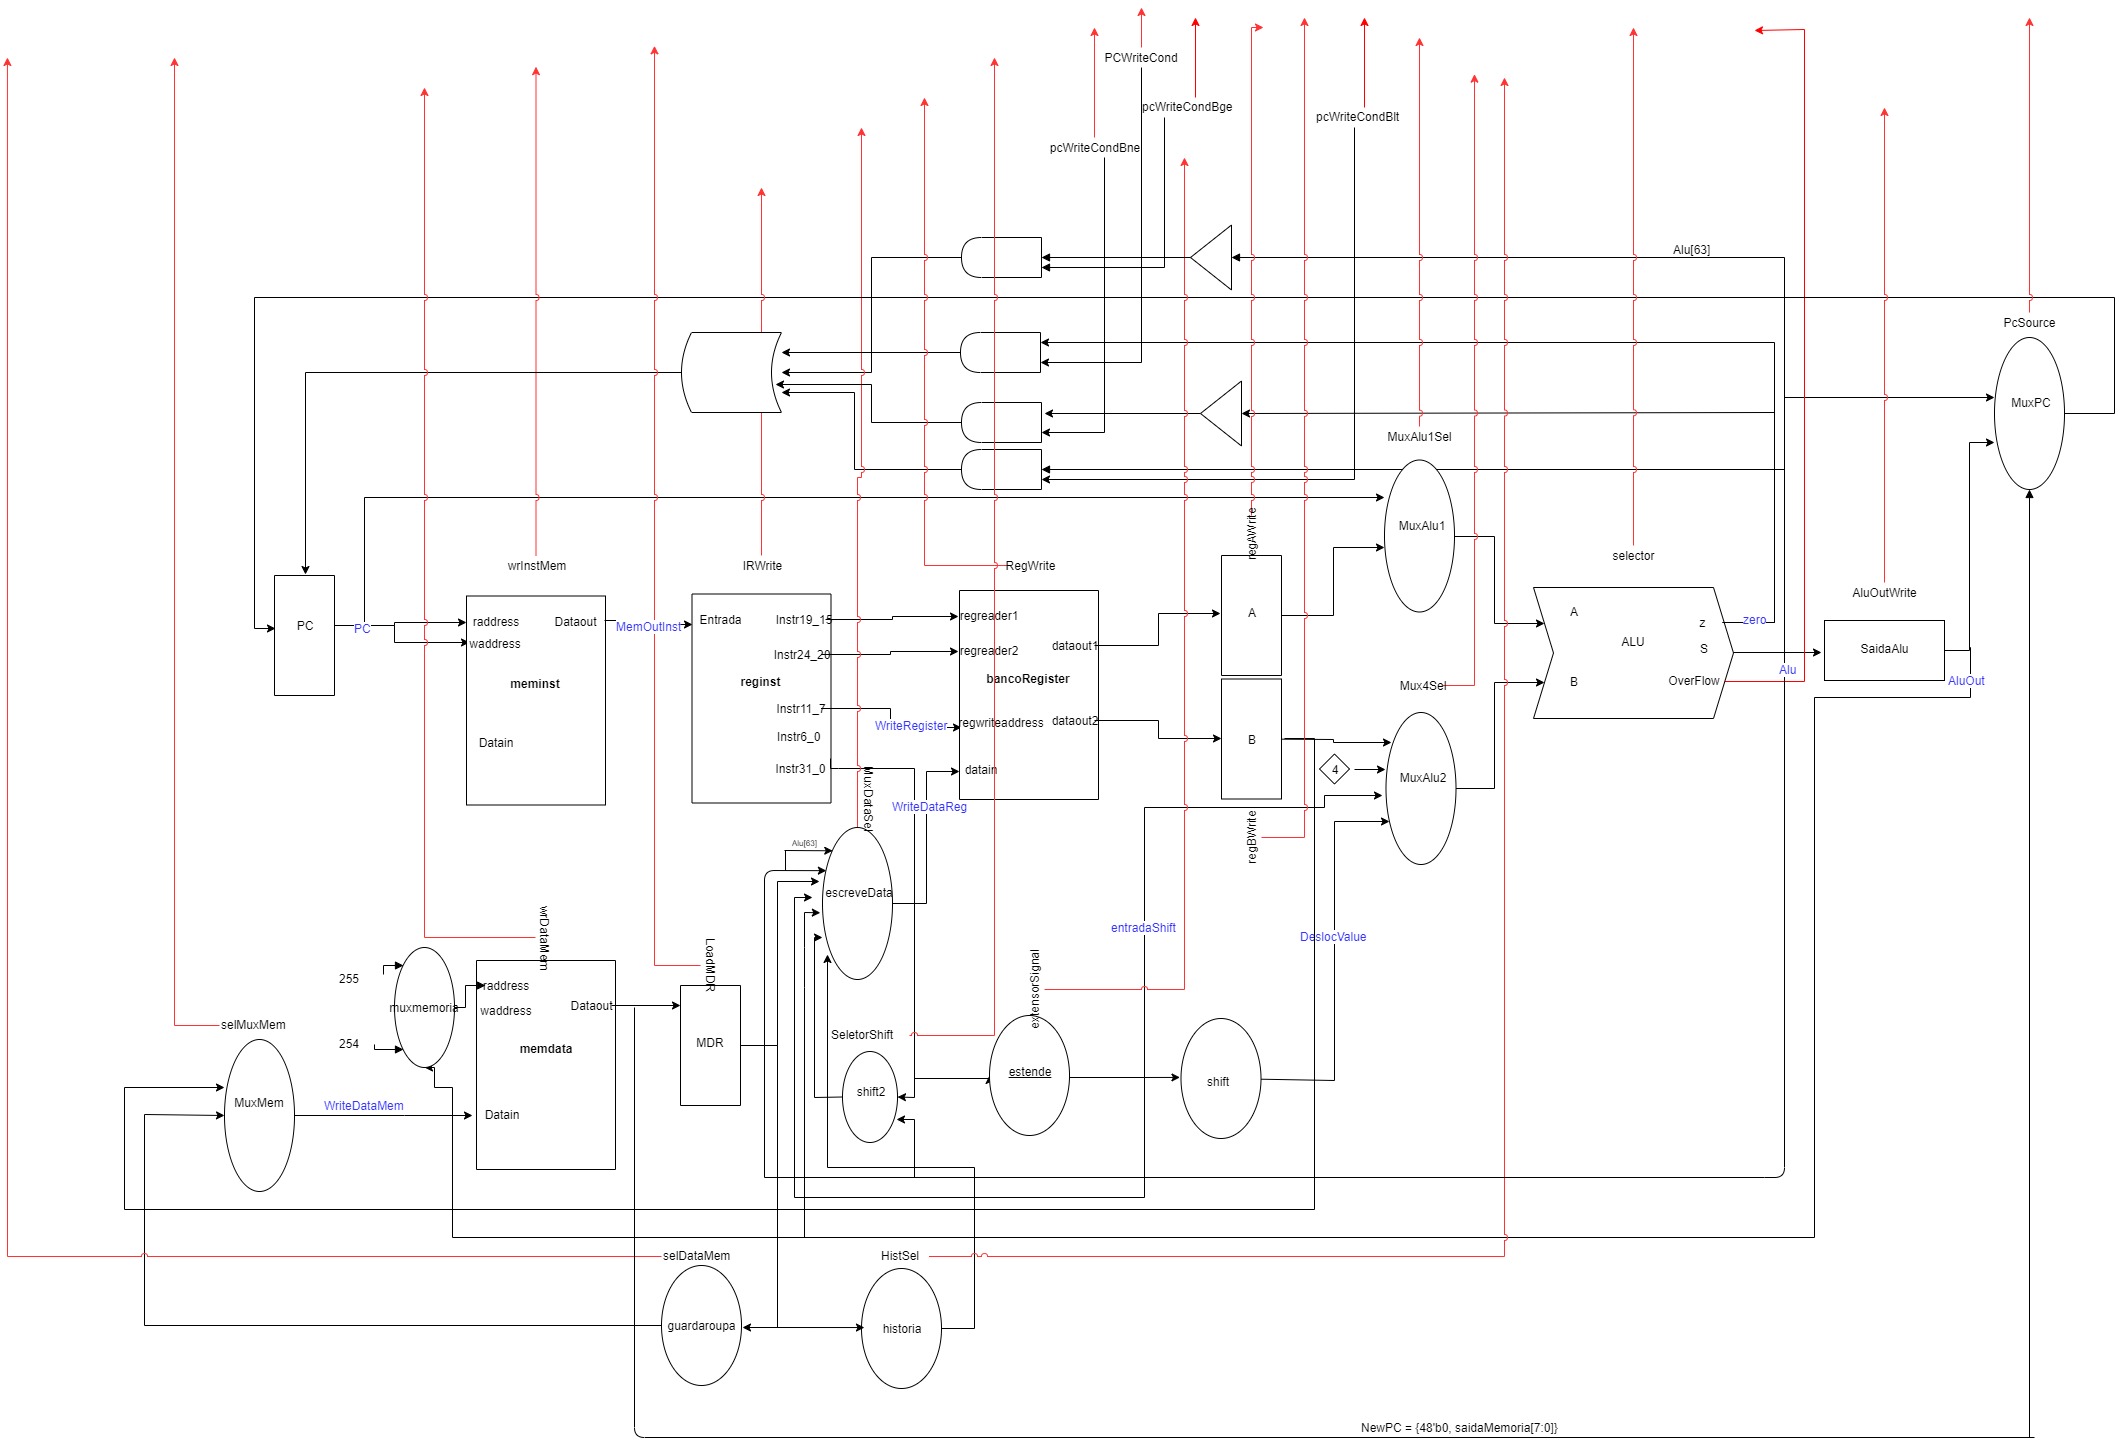 PCWriteCond
pcWriteCondBge
pcWriteCondBlt
pcWriteCondBne
Alu[63]
PcSource
MuxPC
MuxAlu1Sel
MuxAlu1
regAWrite
selector
wrInstMem
IRWrite
RegWrite
AluOutWrite
PC
PC
raddress
waddress
Dataout
meminst
Datain
MemOutInst
Entrada
Instr19_15
Instr24_20
reginst
Instr11_7
Instr6_0
Instr31_0
regreader1
regreader2
bancoRegister
regwriteaddress
datain
dataout1
dataout2
WriteRegister
WriteDataReg
A
B
regBWrite
A
B
ALU
z
S
OverFlow
zero
Alu
SaidaAlu
AluOut
Mux4Sel
MuxAlu2
4
MuxDataSel
Alu[63]
escreveData
entradaShift
DeslocValue
wrDataMem
LoadMDR
extensorSignal
255
254
muxmemoria
raddress
waddress
Dataout
memdata
Datain
MDR
selMuxMem
MuxMem
WriteDataMem
SeletorShift
shift2
estende
shift
selDataMem
guardaroupa
HistSel
historia
NewPC = {48'b0, saidaMemoria[7:0]}